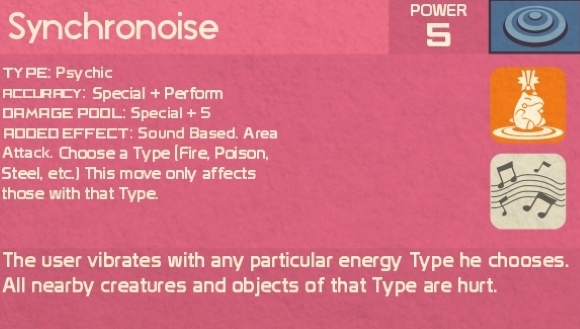 Synchronoise
POWER
5
TYPE: Psychic
ACCURACY: Special + Perform
DAMAGE POOL: Special + 5
ADDED EFFECT: Sound Based. Area
Attack. Choose a Type (Fire, Poison,
Steel, etc.) This move only affects
those with that Type.
The user vibrates with any particular energy Type he chooses.
All nearby creatures and objects of that Type are hurt.